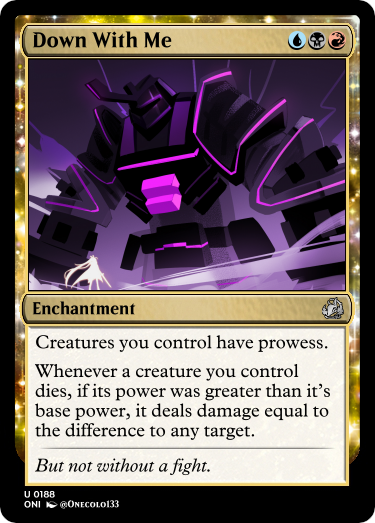 Down With Me
Enchantment
Creatures you control have prowess.
Whenever a creature you control
dies, if its power was greater than it's
base power, it deals damage equal to
the difference to any target.
But not without a fight.
U 0188
ONI @Onecolo133